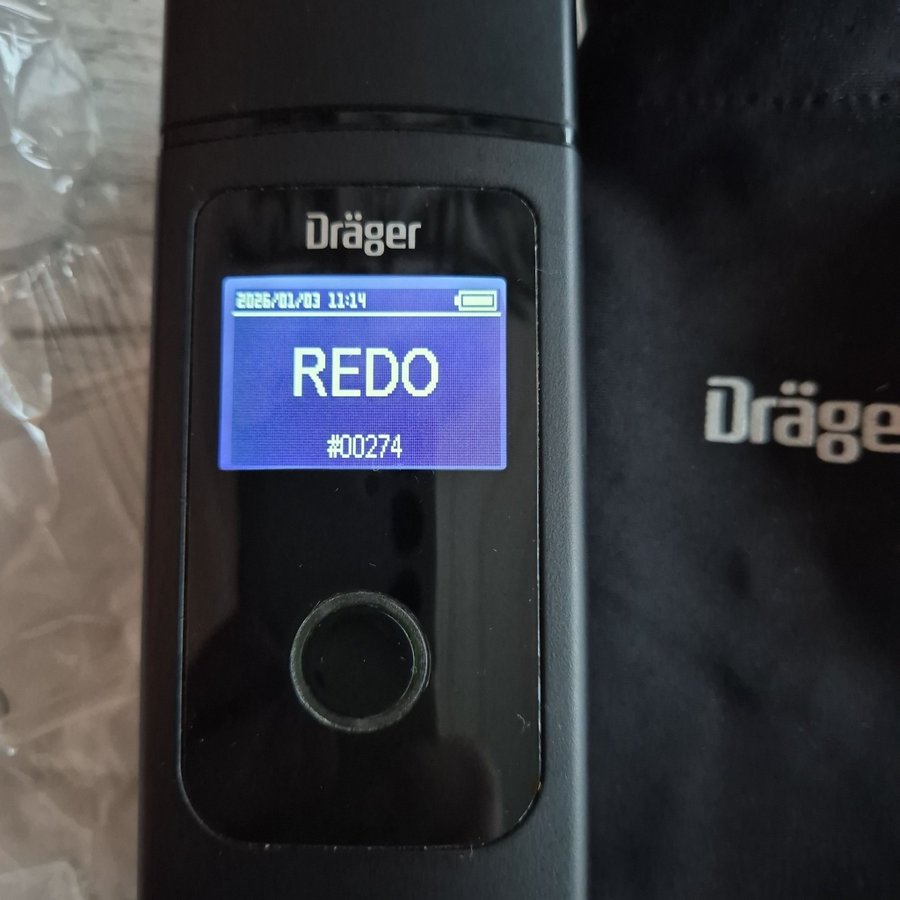 Dräger
2026/01/03 11:14
REDO
#00274
Dräge